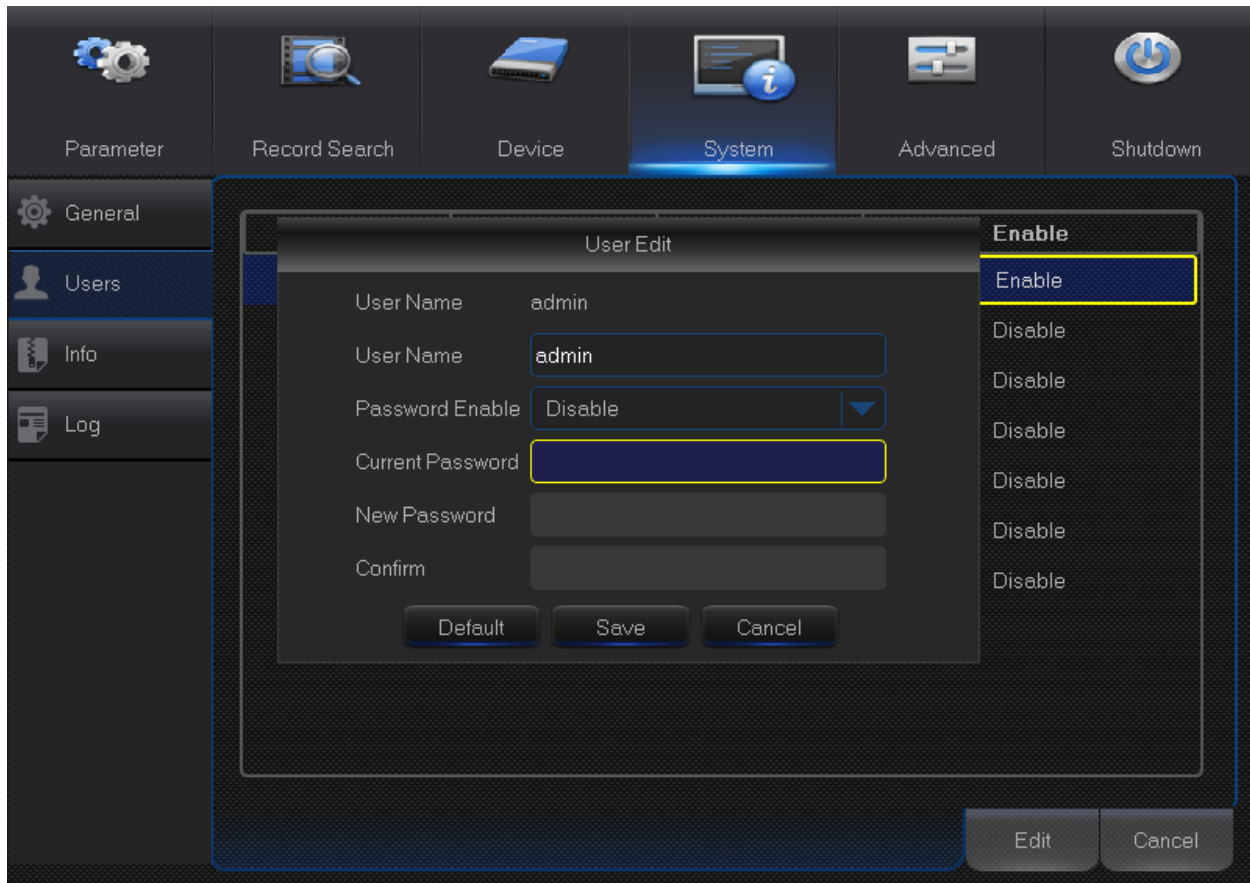 Parameter Record Search Device System Advanced Shutdown
General
Users
Info
Log
User Edit
Enable
User Name admin
Enable
User Name admin
Disable
Password Enable Disable
Disable
Current Password
Disable
New Password
Disable
Confirm
Disable
Disable
Default Save Cancel
Edit Cancel